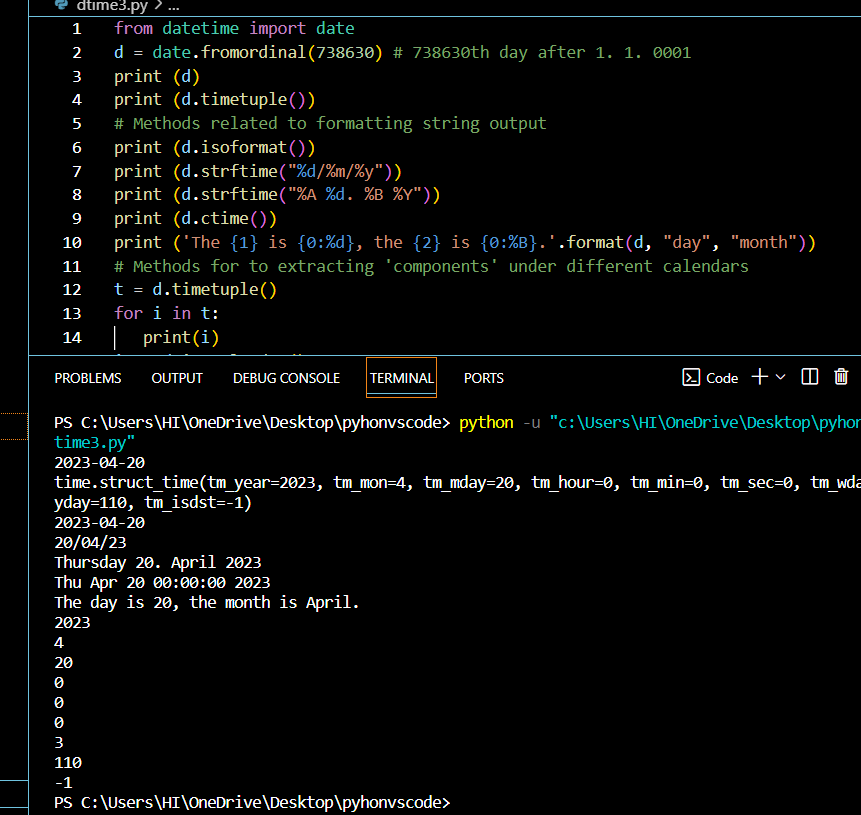 dtime3.py > ...
1 from datetime import date
2 d = date.fromordinal(738630) # 738630th day after 1. 1. 0001
3 print (d)
4 print (d.timetuple())
5 # Methods related to formatting string output
6 print (d.isoformat())
7 print (d.strftime("%d/%m/%y"))
8 print (d.strftime("%A %d. %B %Y"))
9 print (d.ctime())
10 print ('The {1} is {0:%d}, the {2} is {0:%B}.'.format(d, "day", "month"))
11 # Methods for to extracting 'components' under different calendars
12 t = d.timetuple()
13 for i in t:
14 print(i)
PROBLEMS OUTPUT DEBUG CONSOLE TERMINAL PORTS Code
PS C:\Users\HI\OneDrive\Desktop\pyhonvscode> python -u "c:\Users\HI\OneDrive\Desktop\pyhon
time3.py"
2023-04-20
time.struct_time(tm_year=2023, tm_mon=4, tm_mday=20, tm_hour=0, tm_min=0, tm_sec=0, tm_wda
yday=110, tm_isdst=-1)
2023-04-20
20/04/23
Thursday 20. April 2023
Thu Apr 20 00:00:00 2023
The day is 20, the month is April.
2023
4
20
0
0
0
3
110
-1
PS C:\Users\HI\OneDrive\Desktop\pyhonvscode>